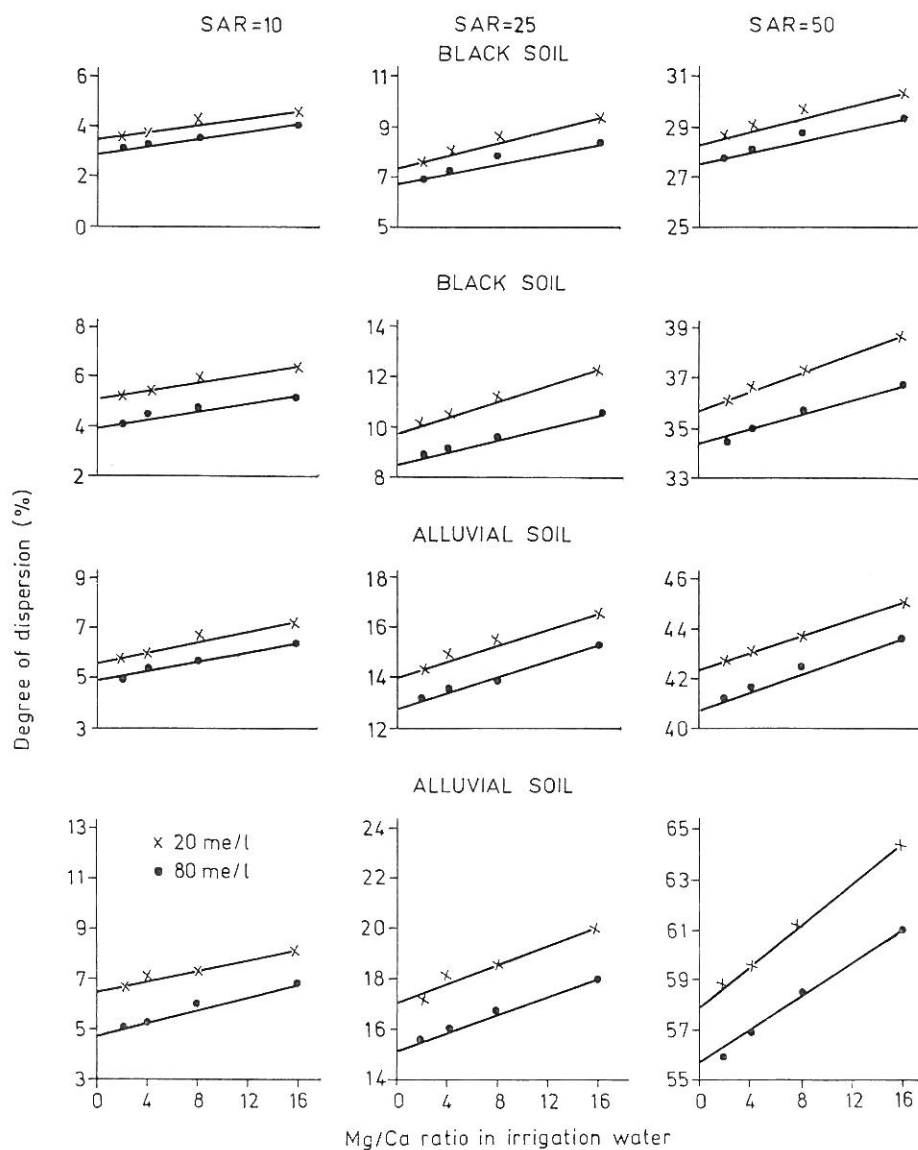 SAR=10 SAR=25 SAR=50
BLACK SOIL
6 11 31
4 9 29
2 7 27
0 5 25
BLACK SOIL
8 14 39
6 12 37
4 10 35
2 8 33
ALLUVIAL SOIL
9 18 46
7 16 44
5 14 42
3 12 40
ALLUVIAL SOIL
13 24 65
11 22 63
9 20 61
7 18 59
5 16 57
3 14 55
× 20 me/l
• 80 me/l
0 4 8 12 16 0 4 8 12 16 0 4 8 12 16
Mg/Ca ratio in irrigation water
Degree of dispersion (%)